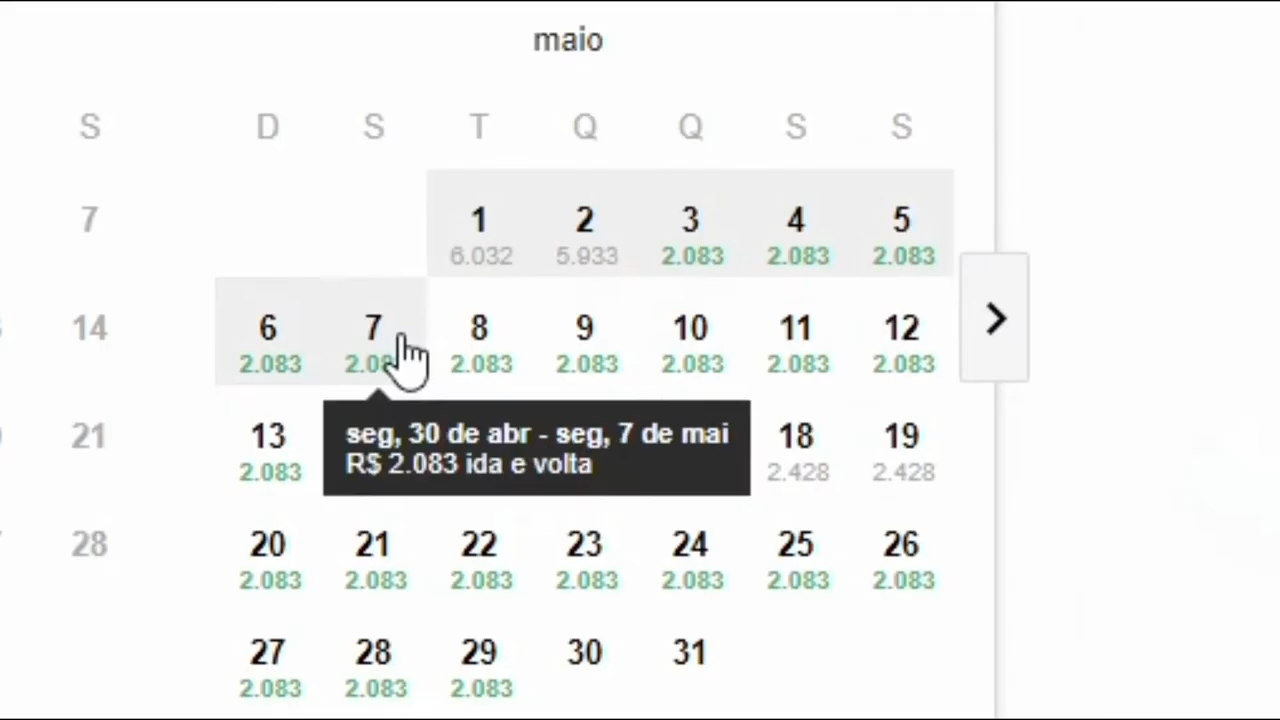 maio
S D S T Q Q S S
7 1 2 3 4 5
6.032 5.933 2.083 2.083 2.083
14 6 7 8 9 10 11 12
2.083 2.083 2.083 2.083 2.083 2.083
21 13 18 19
seg, 30 de abr - seg, 7 de mai
R$ 2.083 ida e volta
2.083 2.428 2.428
28 20 21 22 23 24 25 26
2.083 2.083 2.083 2.083 2.083 2.083 2.083
27 28 29 30 31
2.083 2.083 2.083